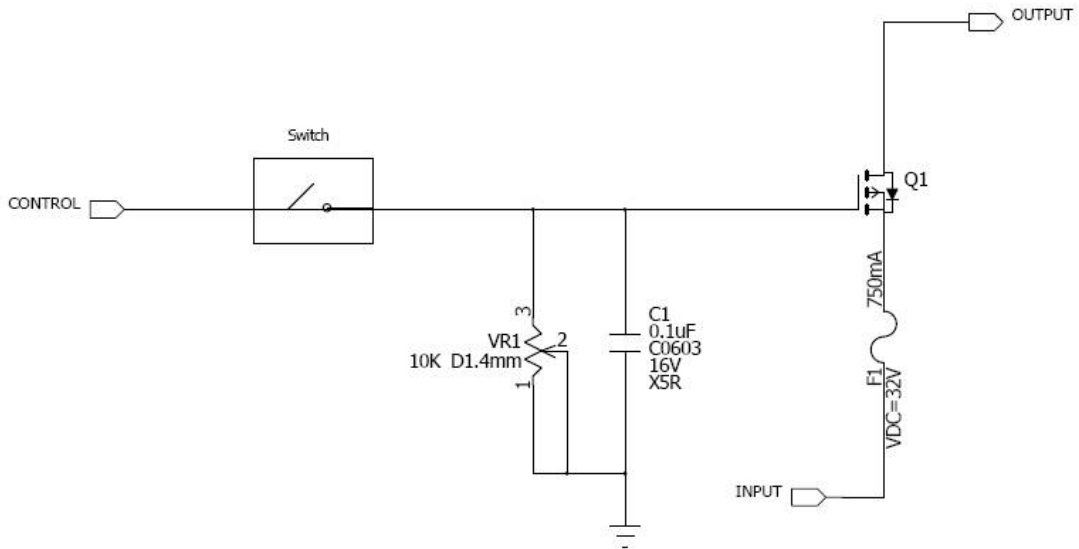 OUTPUT
Switch
CONTROL
Q1
750mA
3
VR1
2
10K D1.4mm
1
C1
0.1uF
C0603
16V
X5R
F1
VDC=32V
INPUT